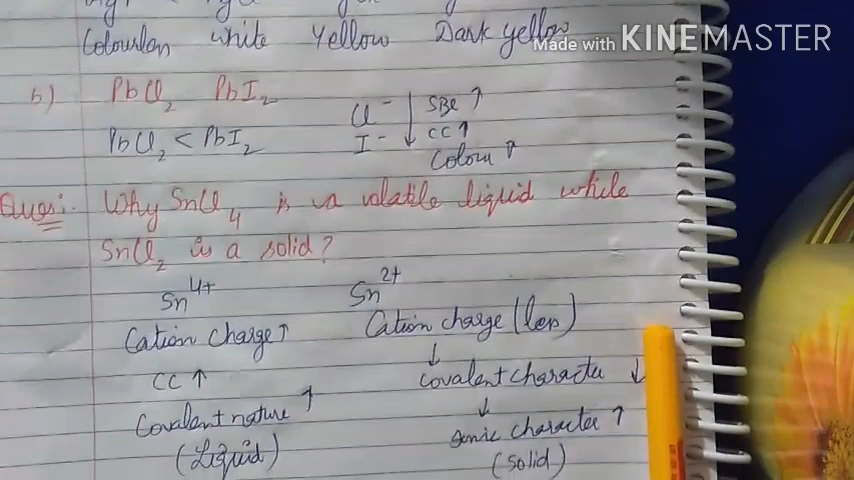 Colourless white Yellow Dark yellow
Made with KINEMASTER
b) PbCl2 PbI2
Cl⁻ ↓ SBC ↑
PbCl2 < PbI2
I⁻ CC ↑
Colour ↑
Ques:- Why SnCl4 is a volatile liquid while
SnCl2 is a solid?
Sn⁴⁺ Sn²⁺
Cation charge ↑ Cation charge (less)
↓
CC ↑ Covalent character ↓
↓
Covalent nature ↑ Ionic character ↑
(Liquid) (Solid)